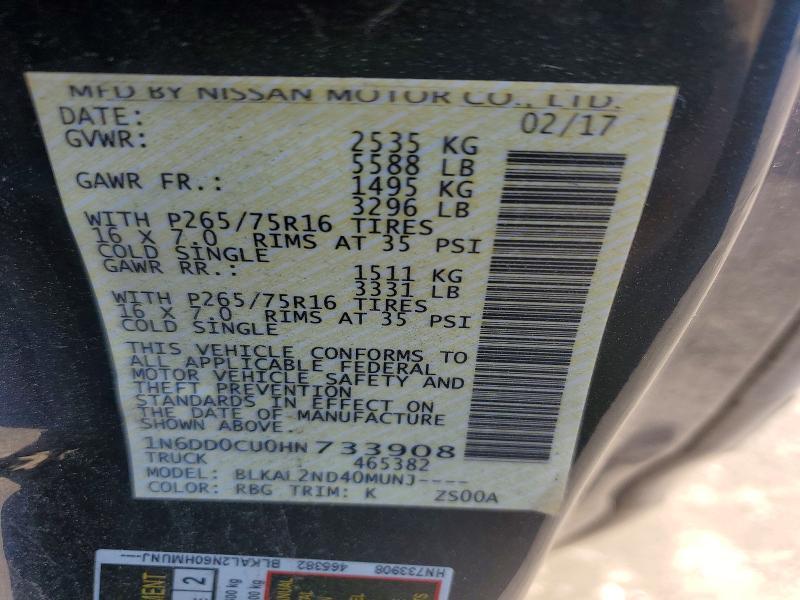 MFD BY NISSAN MOTOR CO., LTD.
DATE: 02/17
GVWR: 2535 KG
5588 LB
GAWR FR.: 1495 KG
3296 LB
WITH P265/75R16 TIRES
16 X 7.0 RIMS AT 35 PSI
COLD SINGLE
GAWR RR.: 1511 KG
3331 LB
WITH P265/75R16 TIRES
16 X 7.0 RIMS AT 35 PSI
COLD SINGLE
THIS VEHICLE CONFORMS TO
ALL APPLICABLE FEDERAL
MOTOR VEHICLE SAFETY AND
THEFT PREVENTION
STANDARDS IN EFFECT ON
THE DATE OF MANUFACTURE
SHOWN ABOVE.
1N6DD0CU0HN733908
TRUCK 465382
MODEL: BLKAL2ND40MUNJ----
COLOR: RBG TRIM: K ZS00A
HN733908 465382 BLKAL2N60HMUNJ---
2